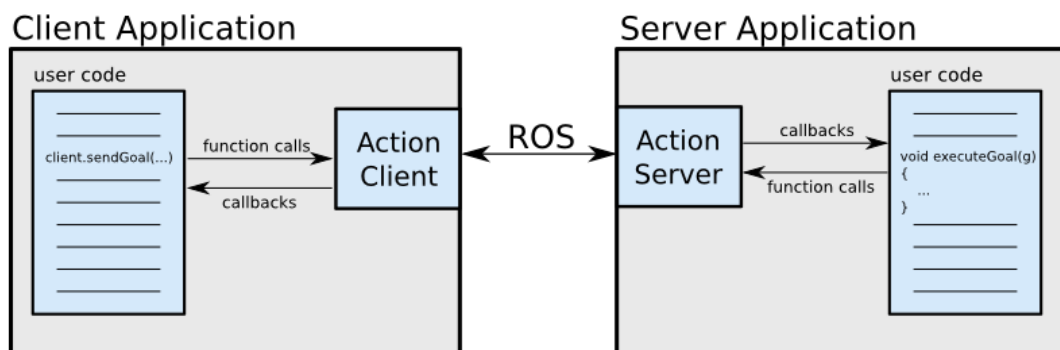 Client Application
user code
client.sendGoal(...)
function calls
callbacks
Action
Client
ROS
Server Application
Action
Server
callbacks
function calls
user code
void executeGoal(g)
{
...
}